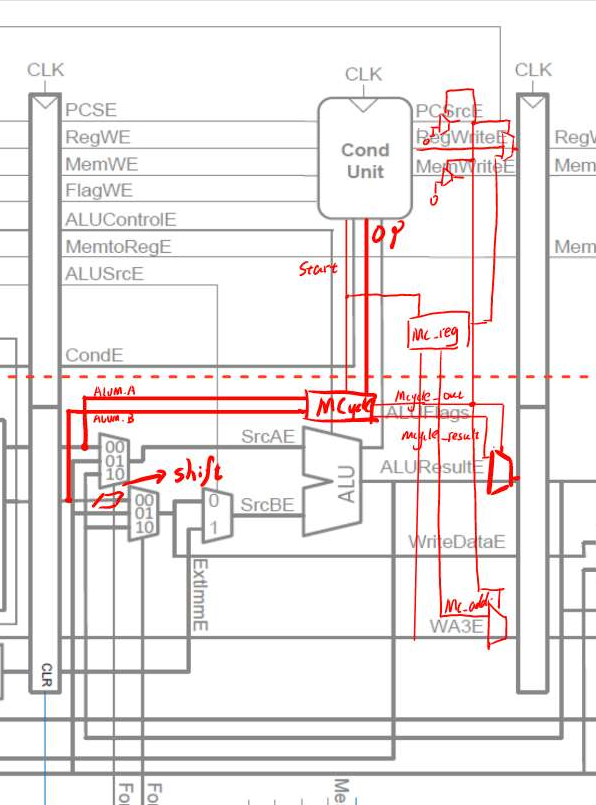 CLK
CLK
CLK
PCSE
PCSrcE
RegWE
RegWriteE
RegW
Cond
Unit
0
MemWE
MemWriteE
Mem
FlagWE
0
ALUControlE
OP
MemtoRegE
Mem
Start
ALUSrcE
Mc_reg
CondE
ALUM.A
MCycle
Mcycle_out
ALUM.B
ALUFlags
Mcycle_result
00
01
10
SrcAE
ALU
ALUResultE
shift
00
01
10
0
1
SrcBE
WriteDataE
ExtImmE
Mc_addr
WA3E
CLR
Fo
Fo
Me